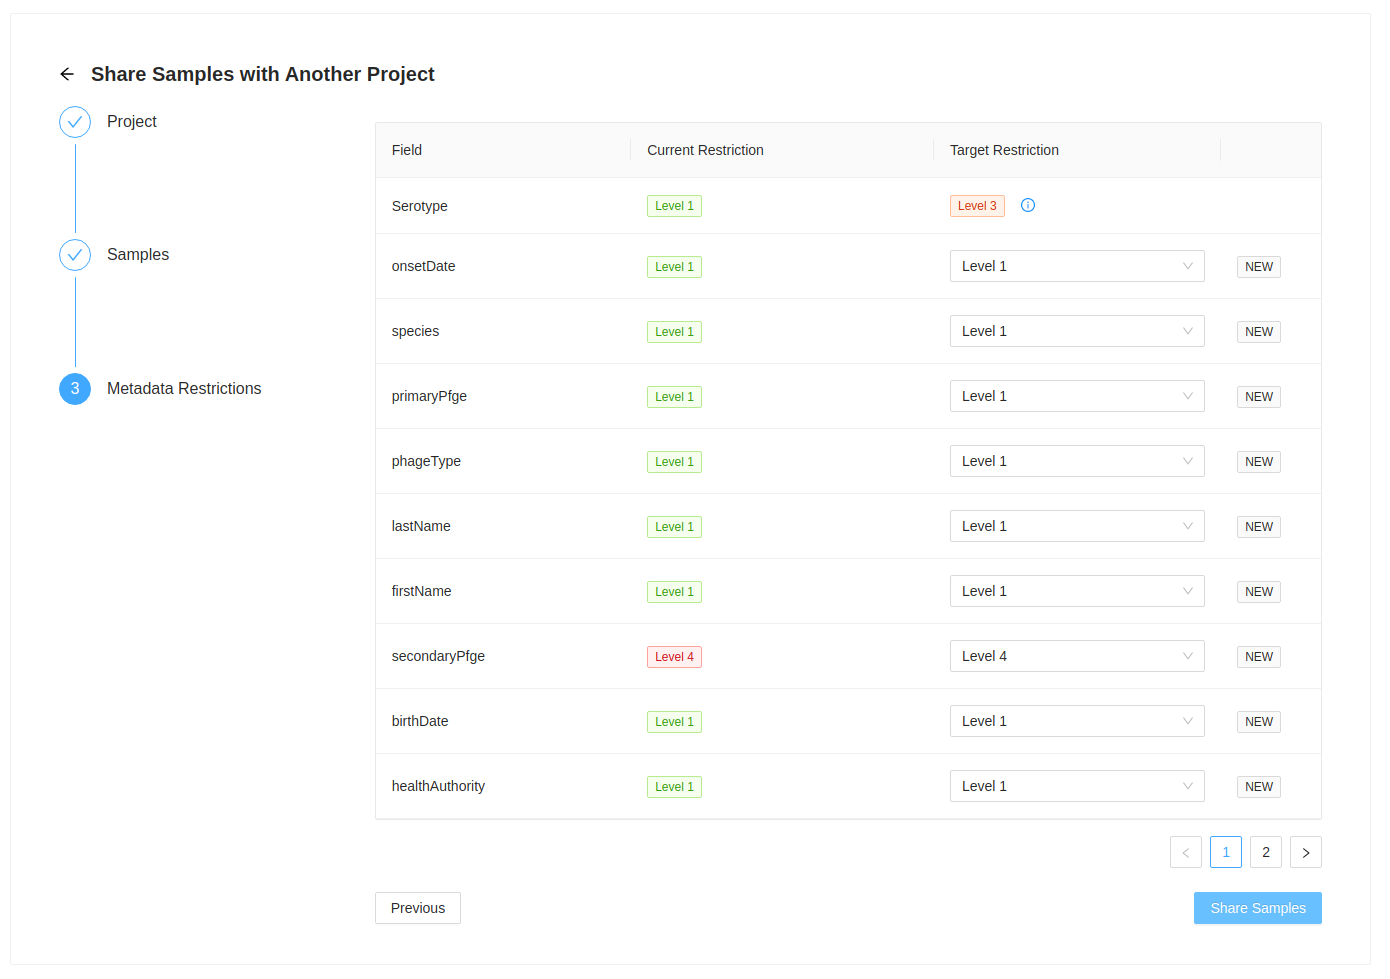 Share Samples with Another Project
Project
Samples
3 Metadada Restrictions
Field Current Restriction Target Restriction
Serotype Level 1 Level 3
onsetDate Level 1 Level 1 NEW
species Level 1 Level 1 NEW
primaryPfge Level 1 Level 1 NEW
phageType Level 1 Level 1 NEW
lastName Level 1 Level 1 NEW
firstName Level 1 Level 1 NEW
secondaryPfge Level 4 Level 4 NEW
birthDate Level 1 Level 1 NEW
healthAuthority Level 1 Level 1 NEW
1 2
Previous Share Samples